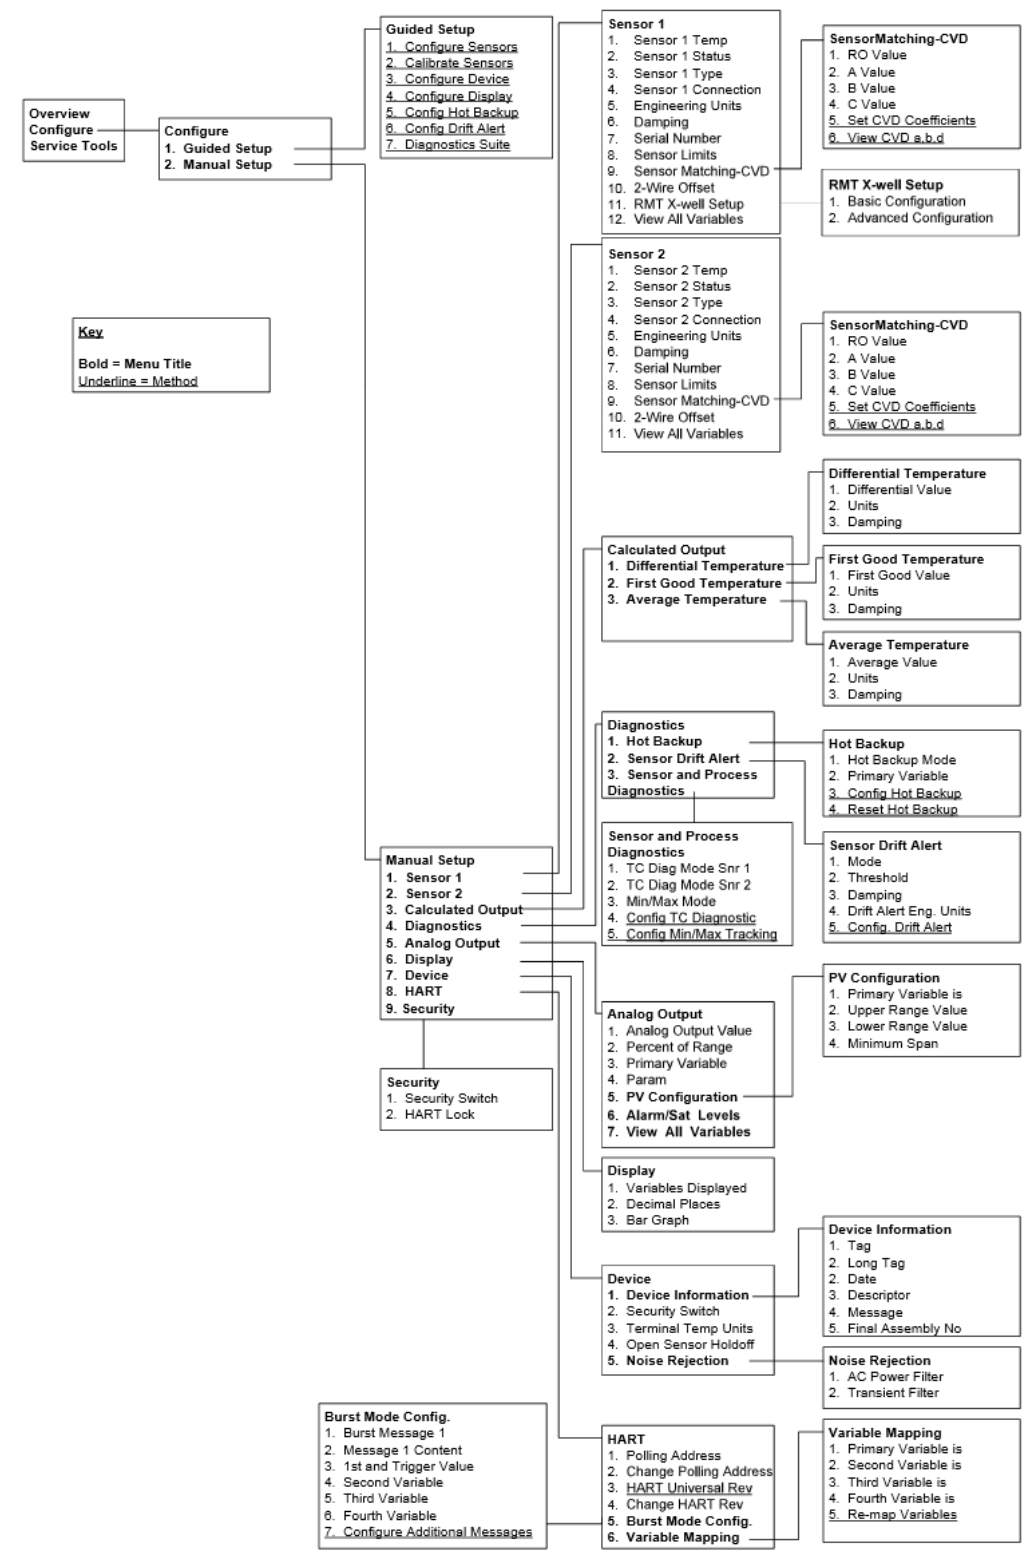 Overview
Configure
Service Tools
Configure
1. Guided Setup
2. Manual Setup
Guided Setup
1. Configure Sensors
2. Calibrate Sensors
3. Configure Device
4. Configure Display
5. Config Hot Backup
6. Config Drift Alert
7. Diagnostics Suite
Key
Bold = Menu Title
Underline = Method
Sensor 1
1. Sensor 1 Temp
2. Sensor 1 Status
3. Sensor 1 Type
4. Sensor 1 Connection
5. Engineering Units
6. Damping
7. Serial Number
8. Sensor Limits
9. Sensor Matching-CVD
10. 2-Wire Offset
11. RMT X-well Setup
12. View All Variables
SensorMatching-CVD
1. RO Value
2. A Value
3. B Value
4. C Value
5. Set CVD Coefficients
6. View CVD a.b.d
RMT X-well Setup
1. Basic Configuration
2. Advanced Configuration
Sensor 2
1. Sensor 2 Temp
2. Sensor 2 Status
3. Sensor 2 Type
4. Sensor 2 Connection
5. Engineering Units
6. Damping
7. Serial Number
8. Sensor Limits
9. Sensor Matching-CVD
10. 2-Wire Offset
11. View All Variables
SensorMatching-CVD
1. RO Value
2. A Value
3. B Value
4. C Value
5. Set CVD Coefficients
6. View CVD a.b.d
Calculated Output
1. Differential Temperature
2. First Good Temperature
3. Average Temperature
Differential Temperature
1. Differential Value
2. Units
3. Damping
First Good Temperature
1. First Good Value
2. Units
3. Damping
Average Temperature
1. Average Value
2. Units
3. Damping
Diagnostics
1. Hot Backup
2. Sensor Drift Alert
3. Sensor and Process
Diagnostics
Hot Backup
1. Hot Backup Mode
2. Primary Variable
3. Config Hot Backup
4. Reset Hot Backup
Sensor and Process
Diagnostics
1. TC Diag Mode Snr 1
2. TC Diag Mode Snr 2
3. Min/Max Mode
4. Config TC Diagnostic
5. Config Min/Max Tracking
Sensor Drift Alert
1. Mode
2. Threshold
3. Damping
4. Drift Alert Eng. Units
5. Config. Drift Alert
Manual Setup
1. Sensor 1
2. Sensor 2
3. Calculated Output
4. Diagnostics
5. Analog Output
6. Display
7. Device
8. HART
9. Security
Security
1. Security Switch
2. HART Lock
Analog Output
1. Analog Output Value
2. Percent of Range
3. Primary Variable
4. Param
5. PV Configuration
6. Alarm/Sat Levels
7. View All Variables
PV Configuration
1. Primary Variable is
2. Upper Range Value
3. Lower Range Value
4. Minimum Span
Display
1. Variables Displayed
2. Decimal Places
3. Bar Graph
Device
1. Device Information
2. Security Switch
3. Terminal Temp Units
4. Open Sensor Holdoff
5. Noise Rejection
Device Information
1. Tag
2. Long Tag
2. Date
3. Descriptor
4. Message
5. Final Assembly No
Noise Rejection
1. AC Power Filter
2. Transient Filter
Burst Mode Config.
1. Burst Message 1
2. Message 1 Content
3. 1st and Trigger Value
4. Second Variable
5. Third Variable
6. Fourth Variable
7. Configure Additional Messages
HART
1. Polling Address
2. Change Polling Address
3. HART Universal Rev
4. Change HART Rev
5. Burst Mode Config.
6. Variable Mapping
Variable Mapping
1. Primary Variable is
2. Second Variable is
3. Third Variable is
4. Fourth Variable is
5. Re-map Variables